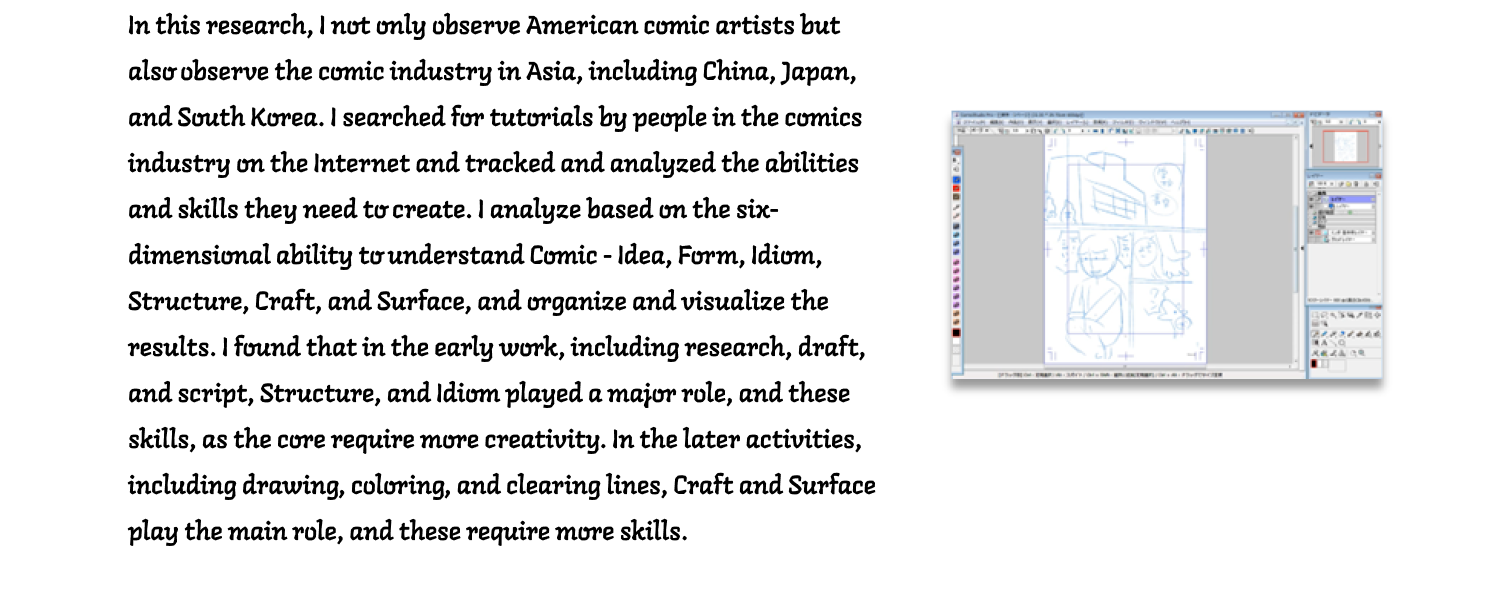 In this research, I not only observe American comic artists but
also observe the comic industry in Asia, including China, Japan,
and South Korea. I searched for tutorials by people in the comics
industry on the Internet and tracked and analyzed the abilities
and skills they need to create. I analyze based on the six-
dimensional ability to understand Comic - Idea, Form, Idiom,
Structure, Craft, and Surface, and organize and visualize the
results. I found that in the early work, including research, draft,
and script, Structure, and Idiom played a major role, and these
skills, as the core require more creativity. In the later activities,
including drawing, coloring, and clearing lines, Craft and Surface
play the main role, and these require more skills.